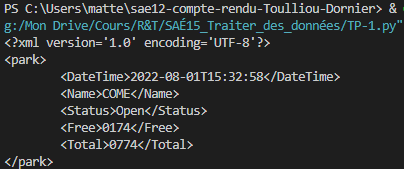 PS C:\Users\matte\sae12-compte-rendu-Toulliou-Dornier> &
g:/Mon Drive/Cours/R&T/SAÉ15_Traiter_des_données/TP-1.py"
<?xml version='1.0' encoding='UTF-8'?>
<park>
<DateTime>2022-08-01T15:32:58</DateTime>
<Name>COME</Name>
<Status>Open</Status>
<Free>0174</Free>
<Total>0774</Total>
</park>